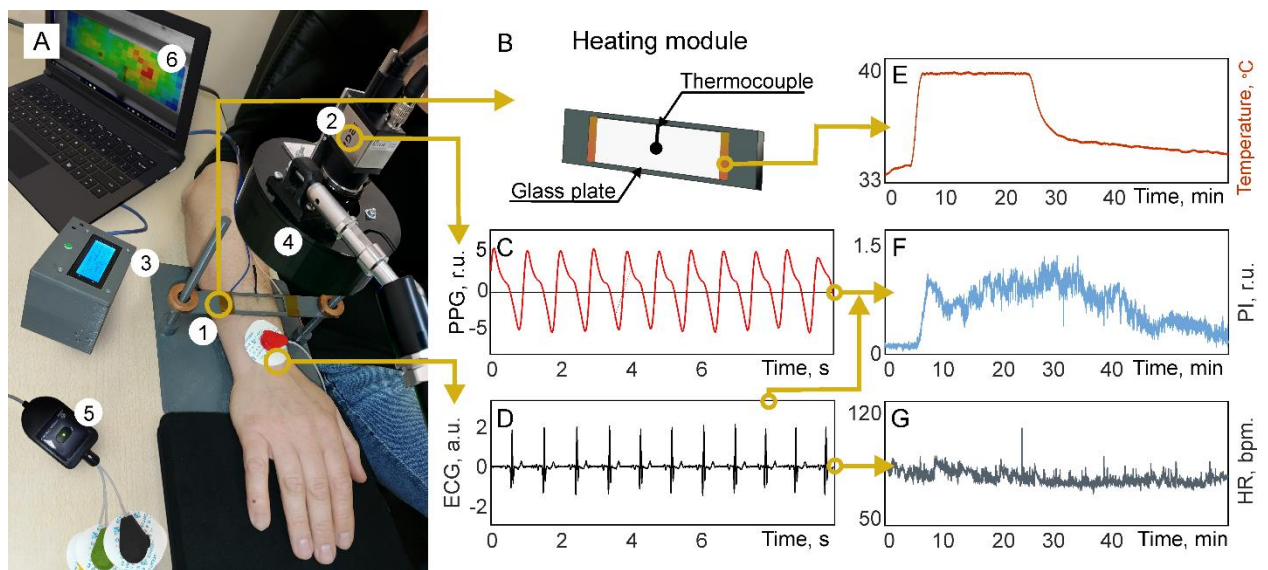 A
6
2
4
3
1
5
B
Heating module
Thermocouple
Glass plate
E
40
33
0
10
20
30
40
Time, min
Temperature, °C
C
5
0
-5
PPG, r.u.
0
2
4
6
Time, s
F
1.5
0
0
10
20
30
40
Time, min
PI, r.u.
D
2
0
-2
ECG, a.u.
0
2
4
6
Time, s
G
120
50
0
10
20
30
40
Time, min
HR, bpm.